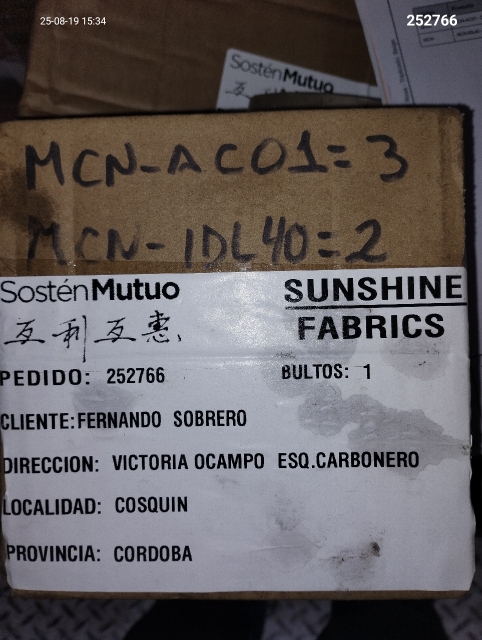 25-08-19 15:34
252766
SosténMutuo
MCN-ACO1=3
MCN-IDL40=2
SosténMutuo
互利互惠
SUNSHINE
FABRICS
PEDIDO: 252766
BULTOS: 1
CLIENTE:FERNANDO SOBRERO
DIRECCION: VICTORIA OCAMPO ESQ.CARBONERO
LOCALIDAD: COSQUIN
PROVINCIA: CORDOBA